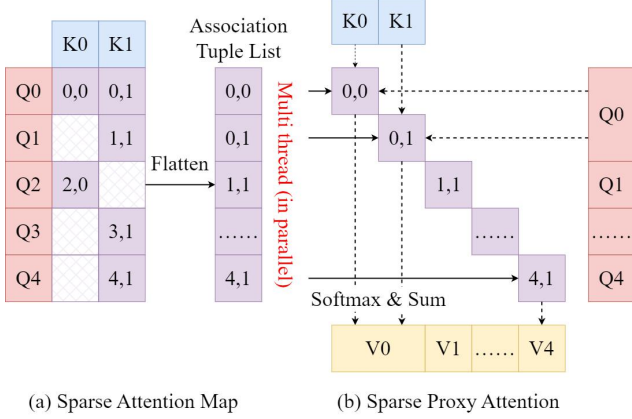 K0 K1
Q0 0,0 0,1
Q1 1,1
Q2 2,0
Q3 3,1
Q4 4,1
Flatten
Association
Tuple List
0,0
0,1
1,1
......
4,1
Multi thread (in parallel)
K0 K1
0,0
0,1
1,1
......
4,1
Q0
Q1
......
Q4
Softmax & Sum
V0 V1 ...... V4
(a) Sparse Attention Map
(b) Sparse Proxy Attention